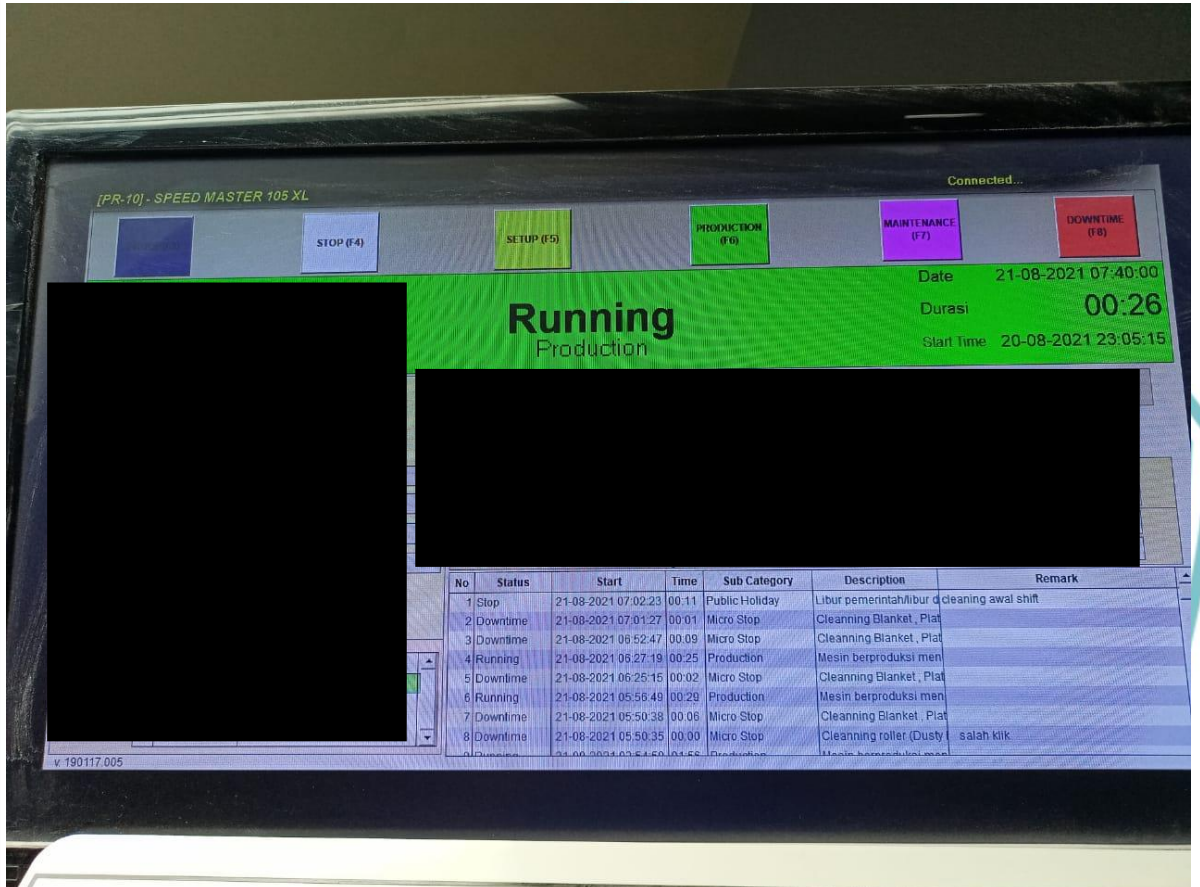 [PR-10] - SPEED MASTER 105 XL
Connected...
STOP (F4)
SETUP (F5)
PRODUCTION (F6)
MAINTENANCE (F7)
DOWNTIME (F8)
Running
Production
Date 21-08-2021 07:40:00
Durasi 00:26
Start Time 20-08-2021 23:05:15
No Status Start Time Sub Category Description Remark
1 Stop 21-08-2021 07:02:23 00:11 Public Holiday Libur pemerintah/libur d cleaning awal shift
2 Downtime 21-08-2021 07:01:27 00:01 Micro Stop Cleanning Blanket , Plat
3 Downtime 21-08-2021 06:52:47 00:09 Micro Stop Cleanning Blanket , Plat
4 Running 21-08-2021 06:27:19 00:25 Production Mesin berproduksi men
5 Downtime 21-08-2021 06:25:15 00:02 Micro Stop Cleanning Blanket , Plat
6 Running 21-08-2021 05:56:49 00:29 Production Mesin berproduksi men
7 Downtime 21-08-2021 05:50:38 00:06 Micro Stop Cleanning Blanket , Plat
8 Downtime 21-08-2021 05:50:35 00:00 Micro Stop Cleanning roller (Dusty salah klik
v. 190117.005